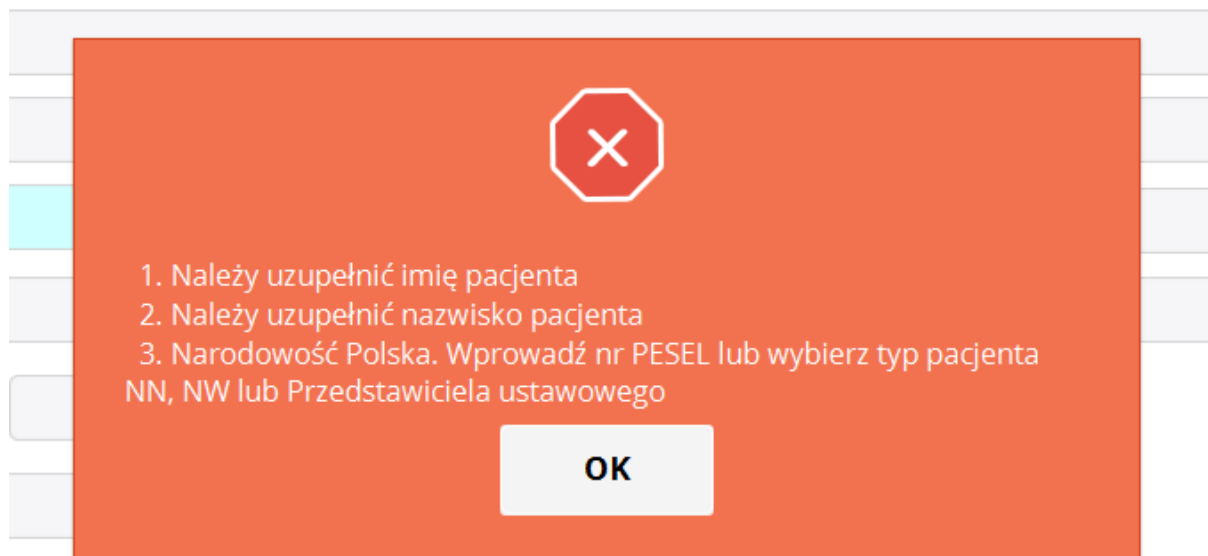 1. Należy uzupełnić imię pacjenta
2. Należy uzupełnić nazwisko pacjenta
3. Narodowość Polska. Wprowadź nr PESEL lub wybierz typ pacjenta
NN, NW lub Przedstawiciela ustawowego
OK